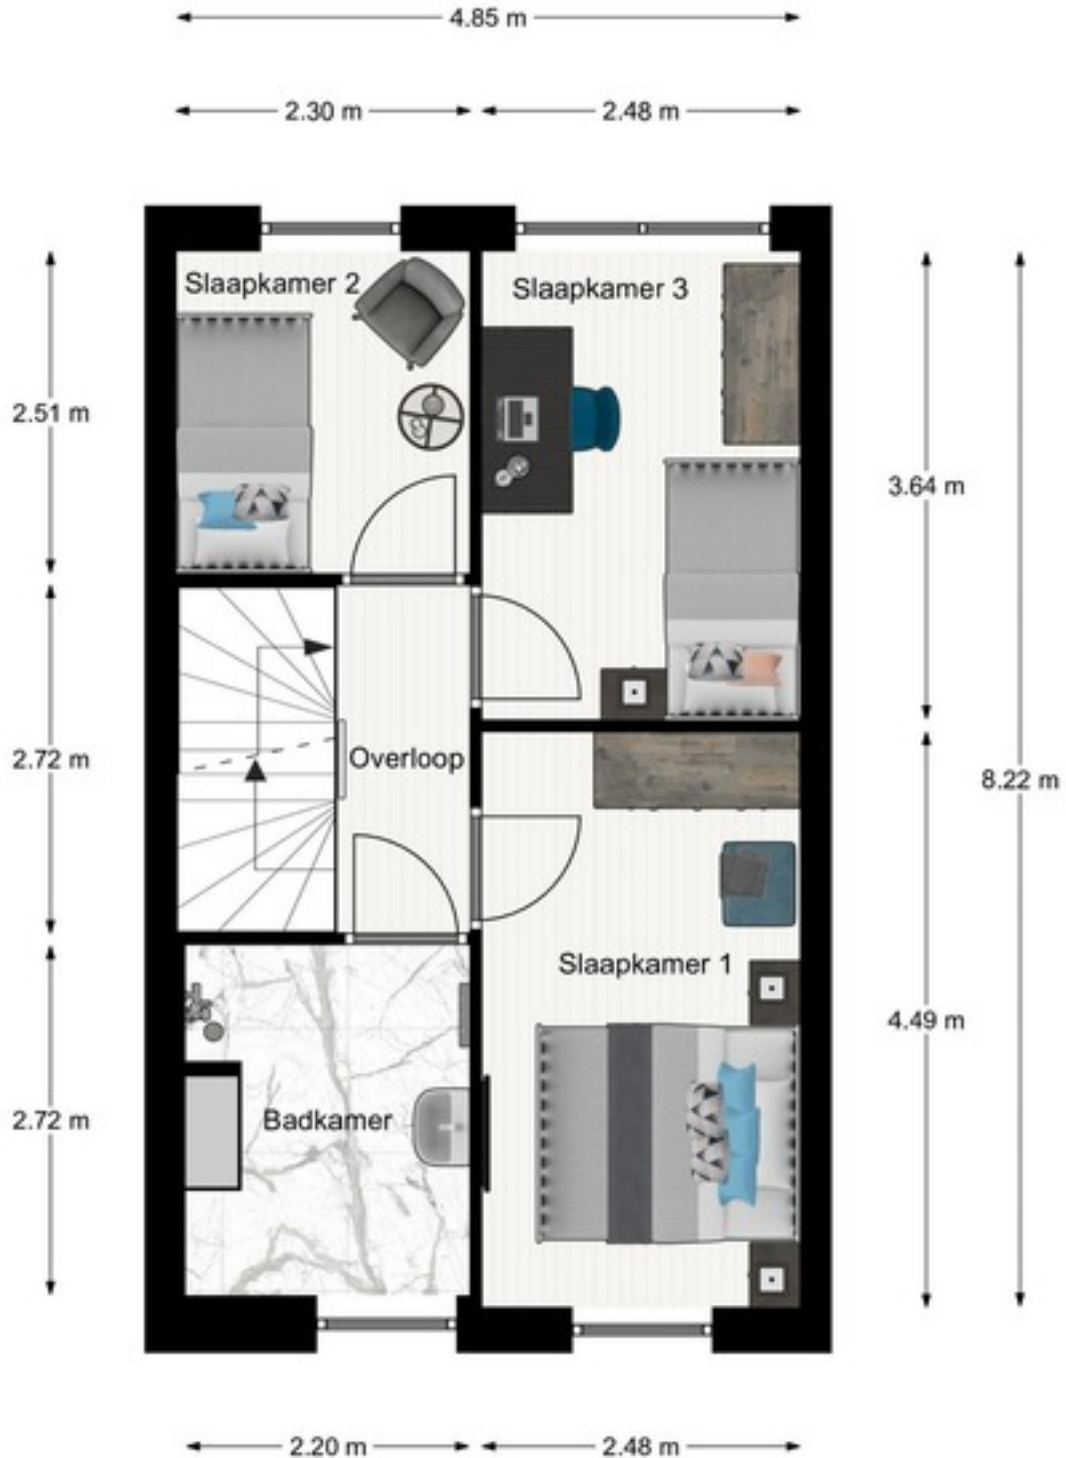 4.85 m
2.30 m
2.48 m
Slaapkamer 2
Slaapkamer 3
2.51 m
3.64 m
2.72 m
Overloop
8.22 m
Slaapkamer 1
4.49 m
2.72 m
Badkamer
2.20 m
2.48 m